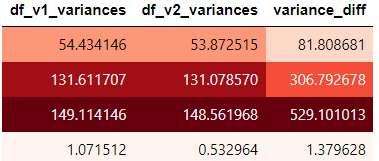 df_v1_variances df_v2_variances variance_diff
54.434146 53.872515 81.808681
131.611707 131.078570 306.792678
149.114146 148.561968 529.101013
1.071512 0.532964 1.379628